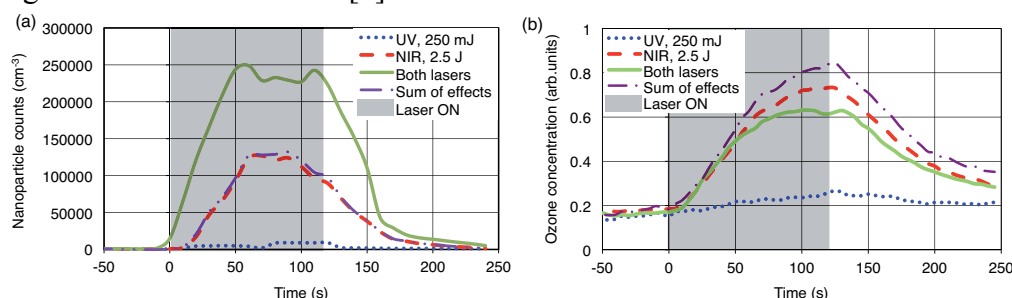 (a)
300000
250000
200000
150000
100000
50000
0
-50 0 50 100 150 200 250
Time (s)
Nanoparticle counts (cm-3)
UV, 250 mJ
NIR, 2.5 J
Both lasers
Sum of effects
Laser ON
(b)
1
0.8
0.6
0.4
0.2
0
-50 0 50 100 150 200 250
Time (s)
Ozone concentration (arb.units)
UV, 250 mJ
NIR, 2.5 J
Both lasers
Sum of effects
Laser ON